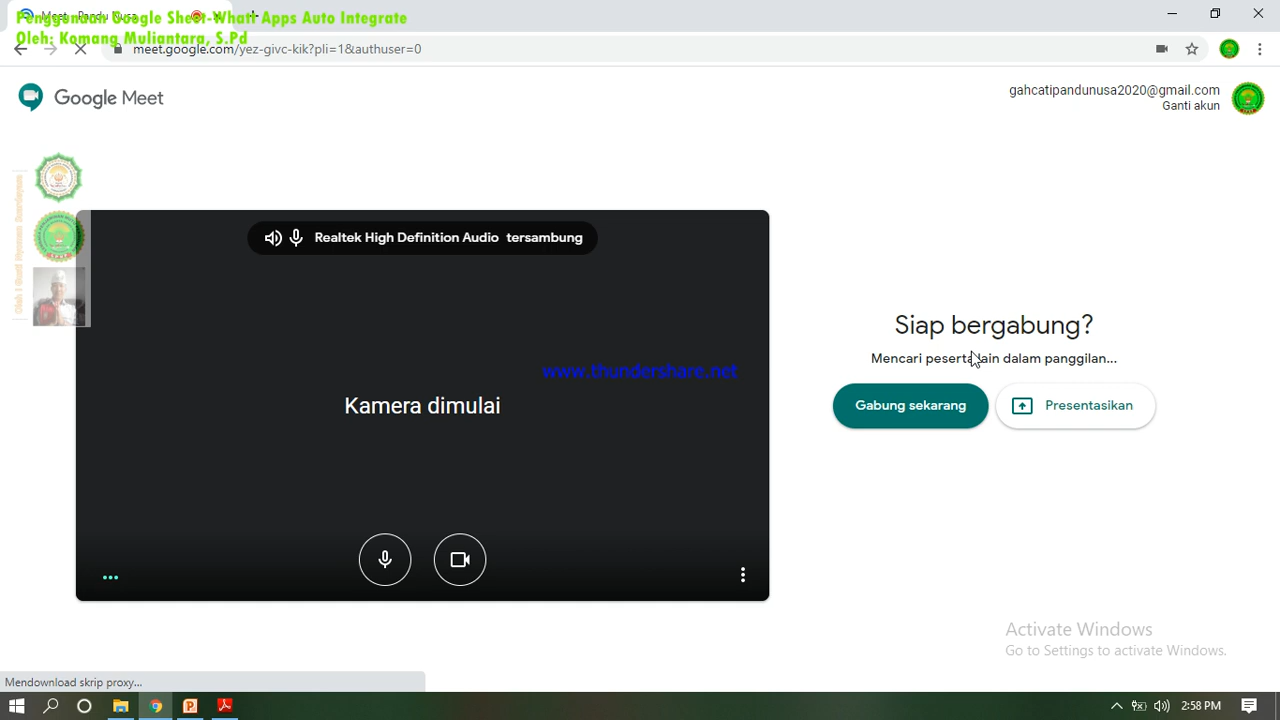 Penggunaan Google Sheet-Whatt Apps Auto Integrate
Oleh: Komang Muliantara, S.Pd
meet.google.com/yez-givc-kik?pli=1&authuser=0
Google Meet
gahcatipandunusa2020@gmail.com
Ganti akun
Realtek High Definition Audio tersambung
www.thundershare.net
Kamera dimulai
Siap bergabung?
Mencari peserta lain dalam panggilan...
Gabung sekarang
Presentasikan
Activate Windows
Go to Settings to activate Windows.
Mendownload skrip proxy...
2:58 PM